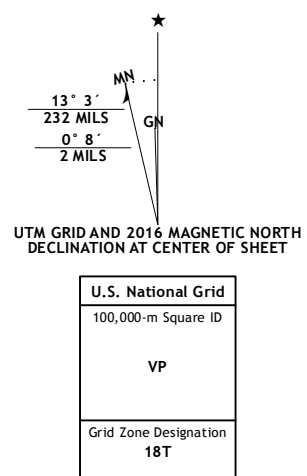 ★
MN
GN
13° 3´
232 MILS
0° 8´
2 MILS
UTM GRID AND 2016 MAGNETIC NORTH
DECLINATION AT CENTER OF SHEET
U.S. National Grid
100,000-m Square ID
VP
Grid Zone Designation
18T